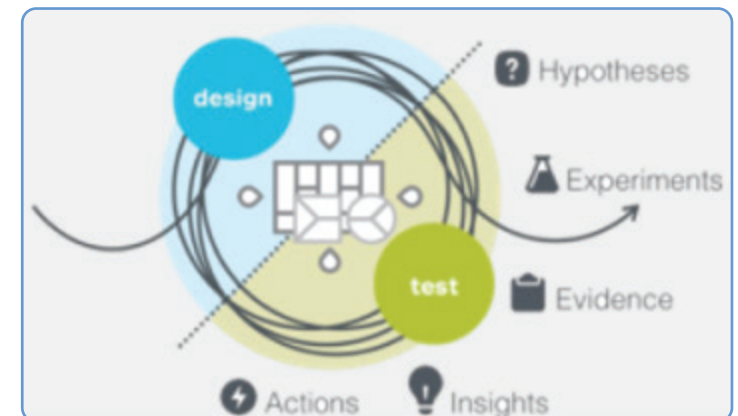 design
Hypotheses
Experiments
test
Evidence
Actions
Insights